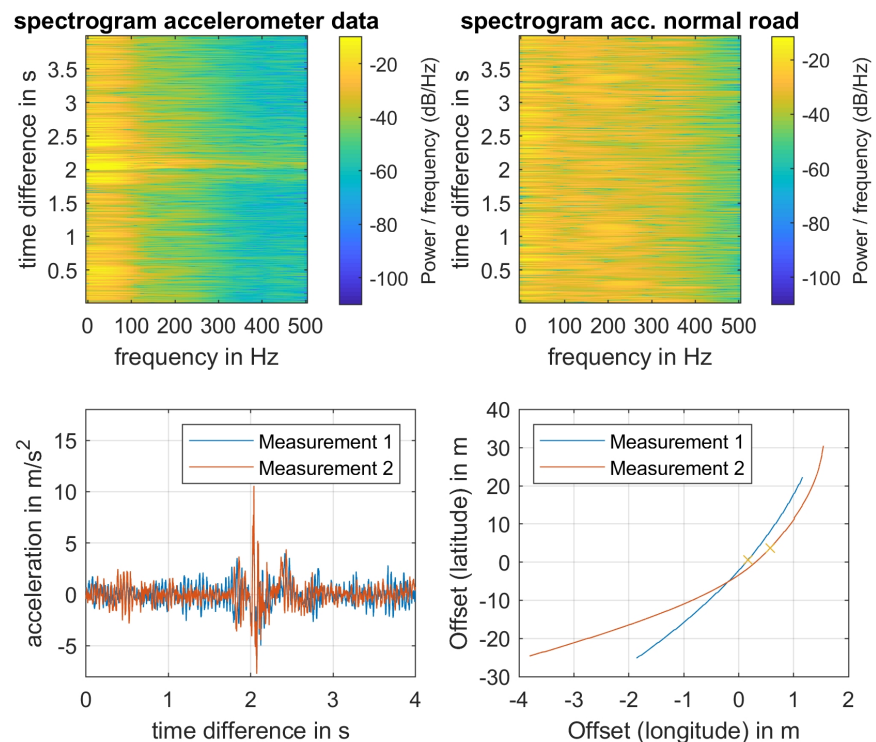 spectrogram accelerometer data
time difference in s
3.5
3
2.5
2
1.5
1
0.5
0 100 200 300 400 500
frequency in Hz
-20
-40
-60
-80
-100
Power / frequency (dB/Hz)
spectrogram acc. normal road
time difference in s
3.5
3
2.5
2
1.5
1
0.5
0 100 200 300 400 500
frequency in Hz
-20
-40
-60
-80
-100
Power / frequency (dB/Hz)
acceleration in m/s²
15
10
5
0
-5
Measurement 1
Measurement 2
0 1 2 3 4
time difference in s
Offset (latitude) in m
40
30
20
10
0
-10
-20
-30
Measurement 1
Measurement 2
-4 -3 -2 -1 0 1 2
Offset (longitude) in m